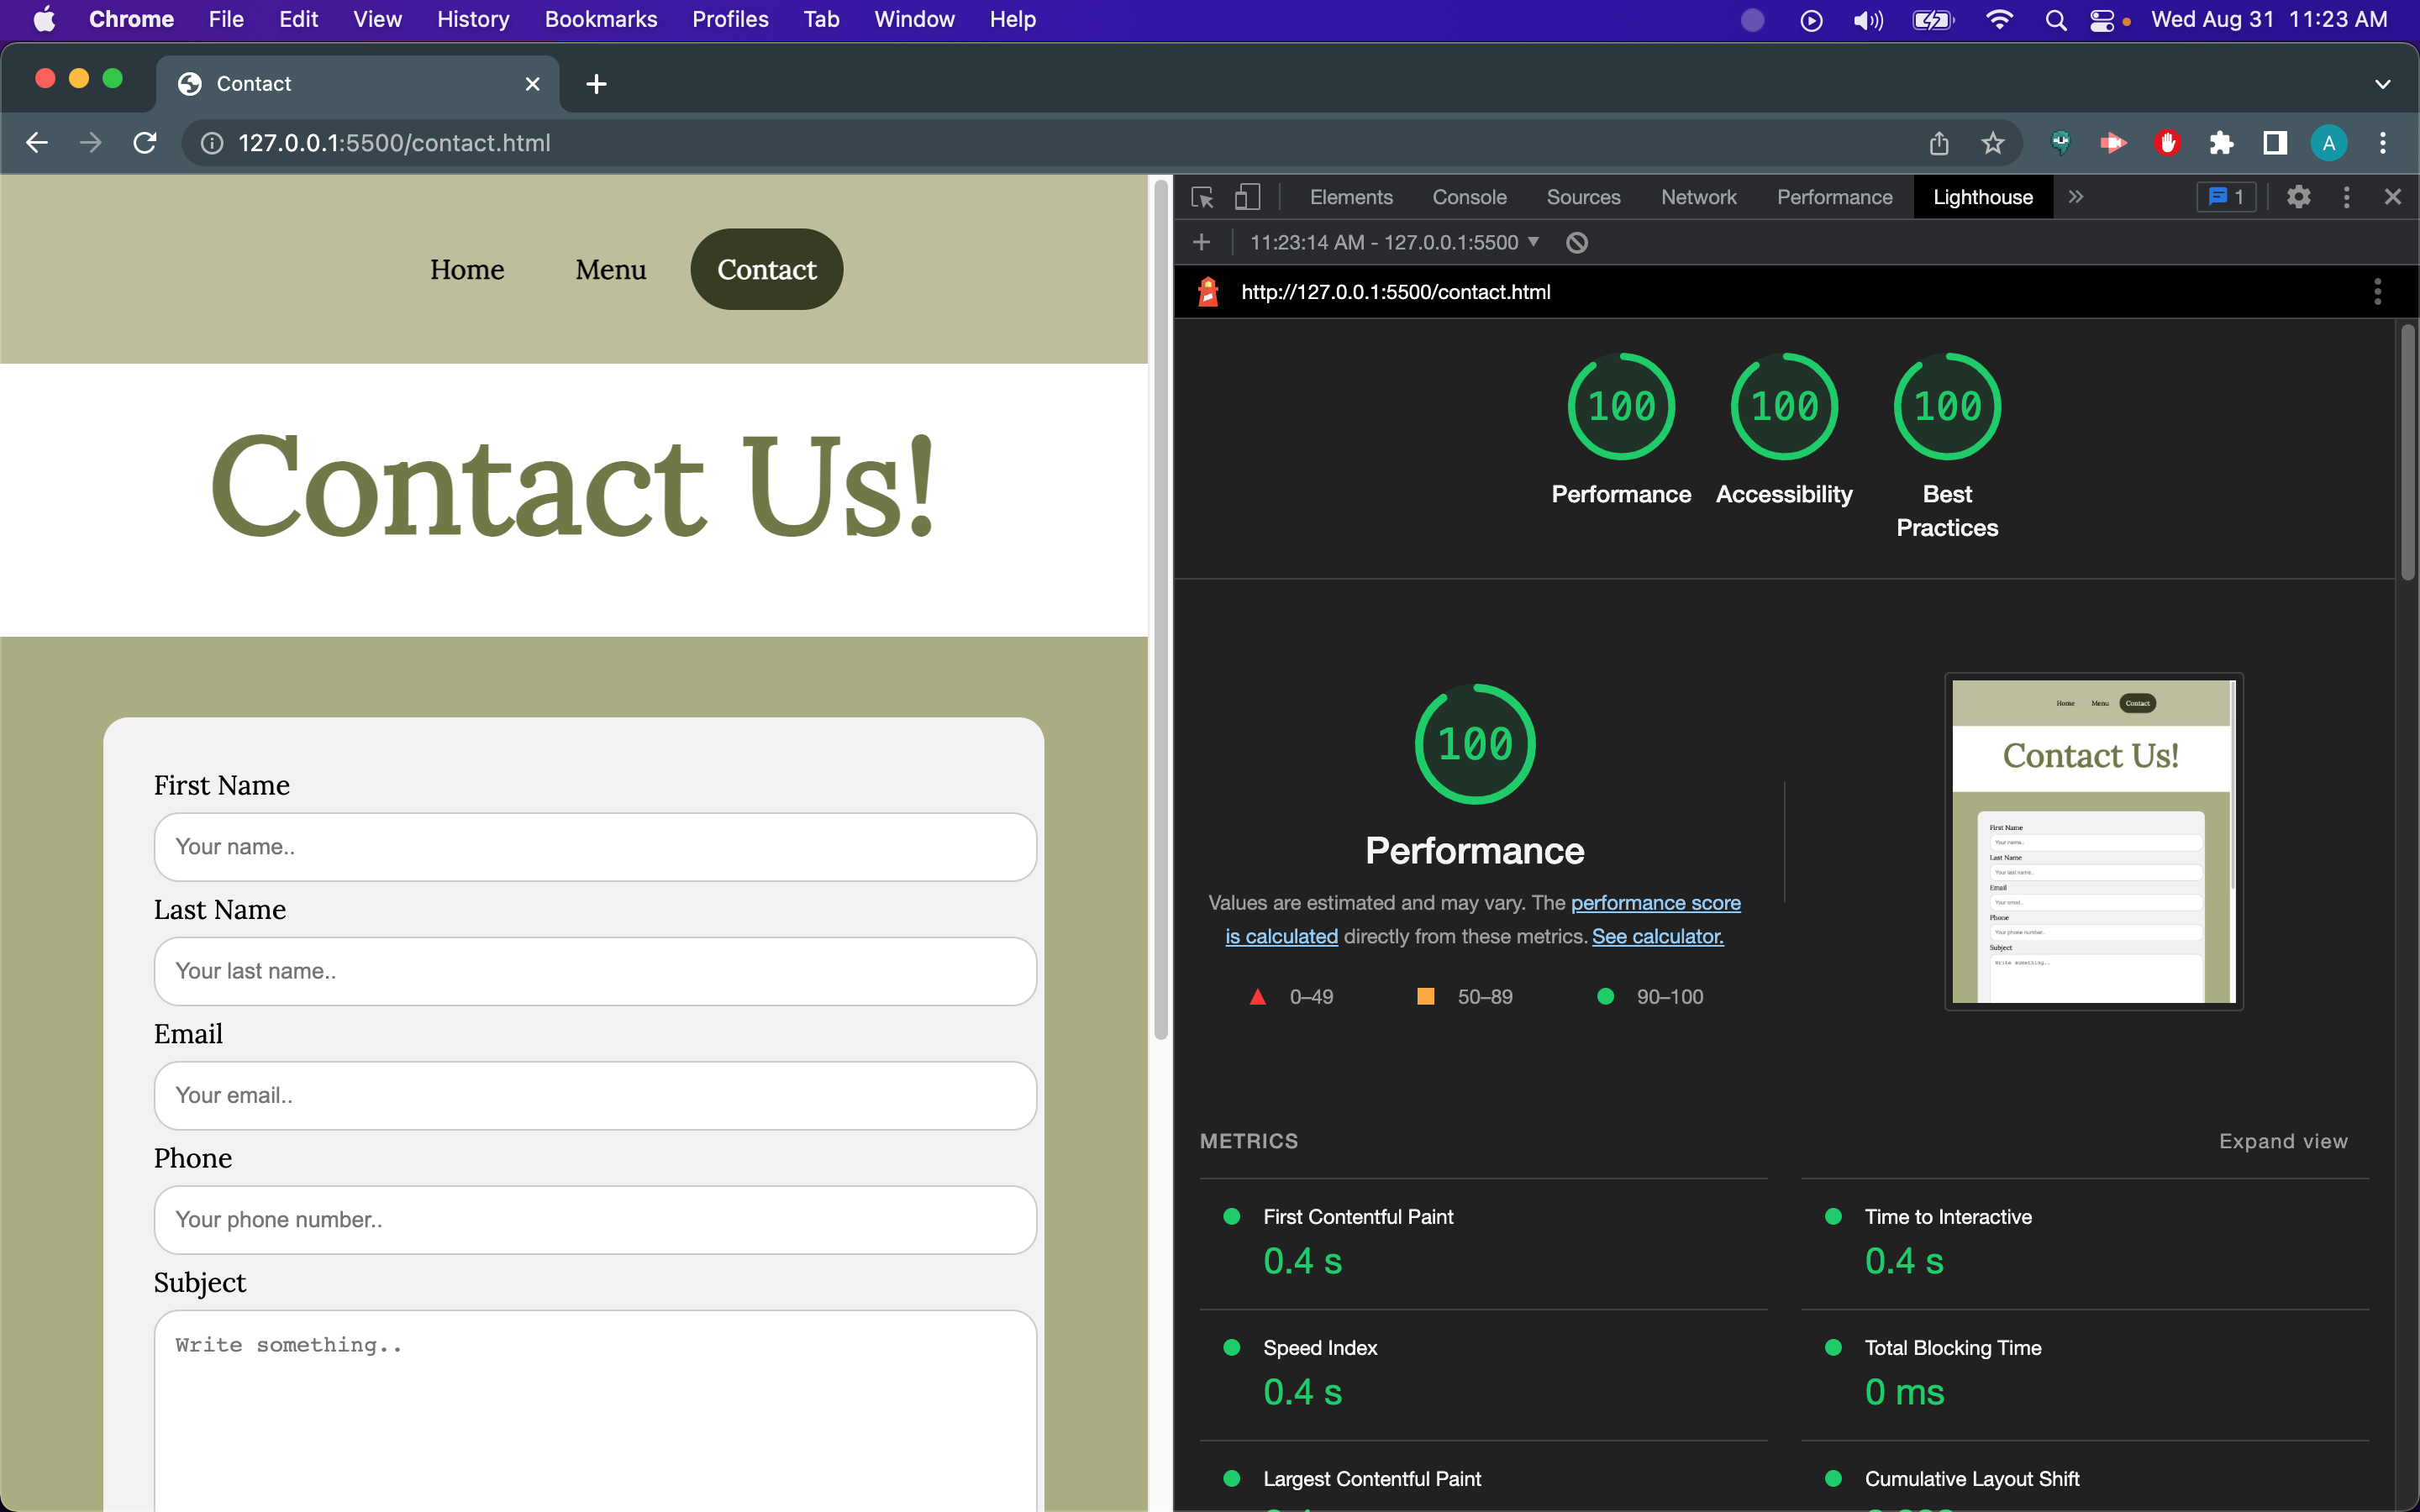 Chrome File Edit View History Bookmarks Profiles Tab Window Help Wed Aug 31 11:23 AM
Contact
127.0.0.1:5500/contact.html A
Home Menu Contact
Contact Us!
First Name
Your name..
Last Name
Your last name..
Email
Your email..
Phone
Your phone number..
Subject
Write something..
Elements Console Sources Network Performance Lighthouse 1
11:23:14 AM - 127.0.0.1:5500
http://127.0.0.1:5500/contact.html
100 100 100
Performance Accessibility Best
Practices
100
Performance
Values are estimated and may vary. The performance score
is calculated directly from these metrics. See calculator.
0–49 50–89 90–100
Home Menu Contact
Contact Us!
First Name
Your name..
Last Name
Your last name..
Email
Your email..
Phone
Your phone number..
Subject
Write something..
METRICS Expand view
First Contentful Paint
0.4 s
Time to Interactive
0.4 s
Speed Index
0.4 s
Total Blocking Time
0 ms
Largest Contentful Paint
Cumulative Layout Shift